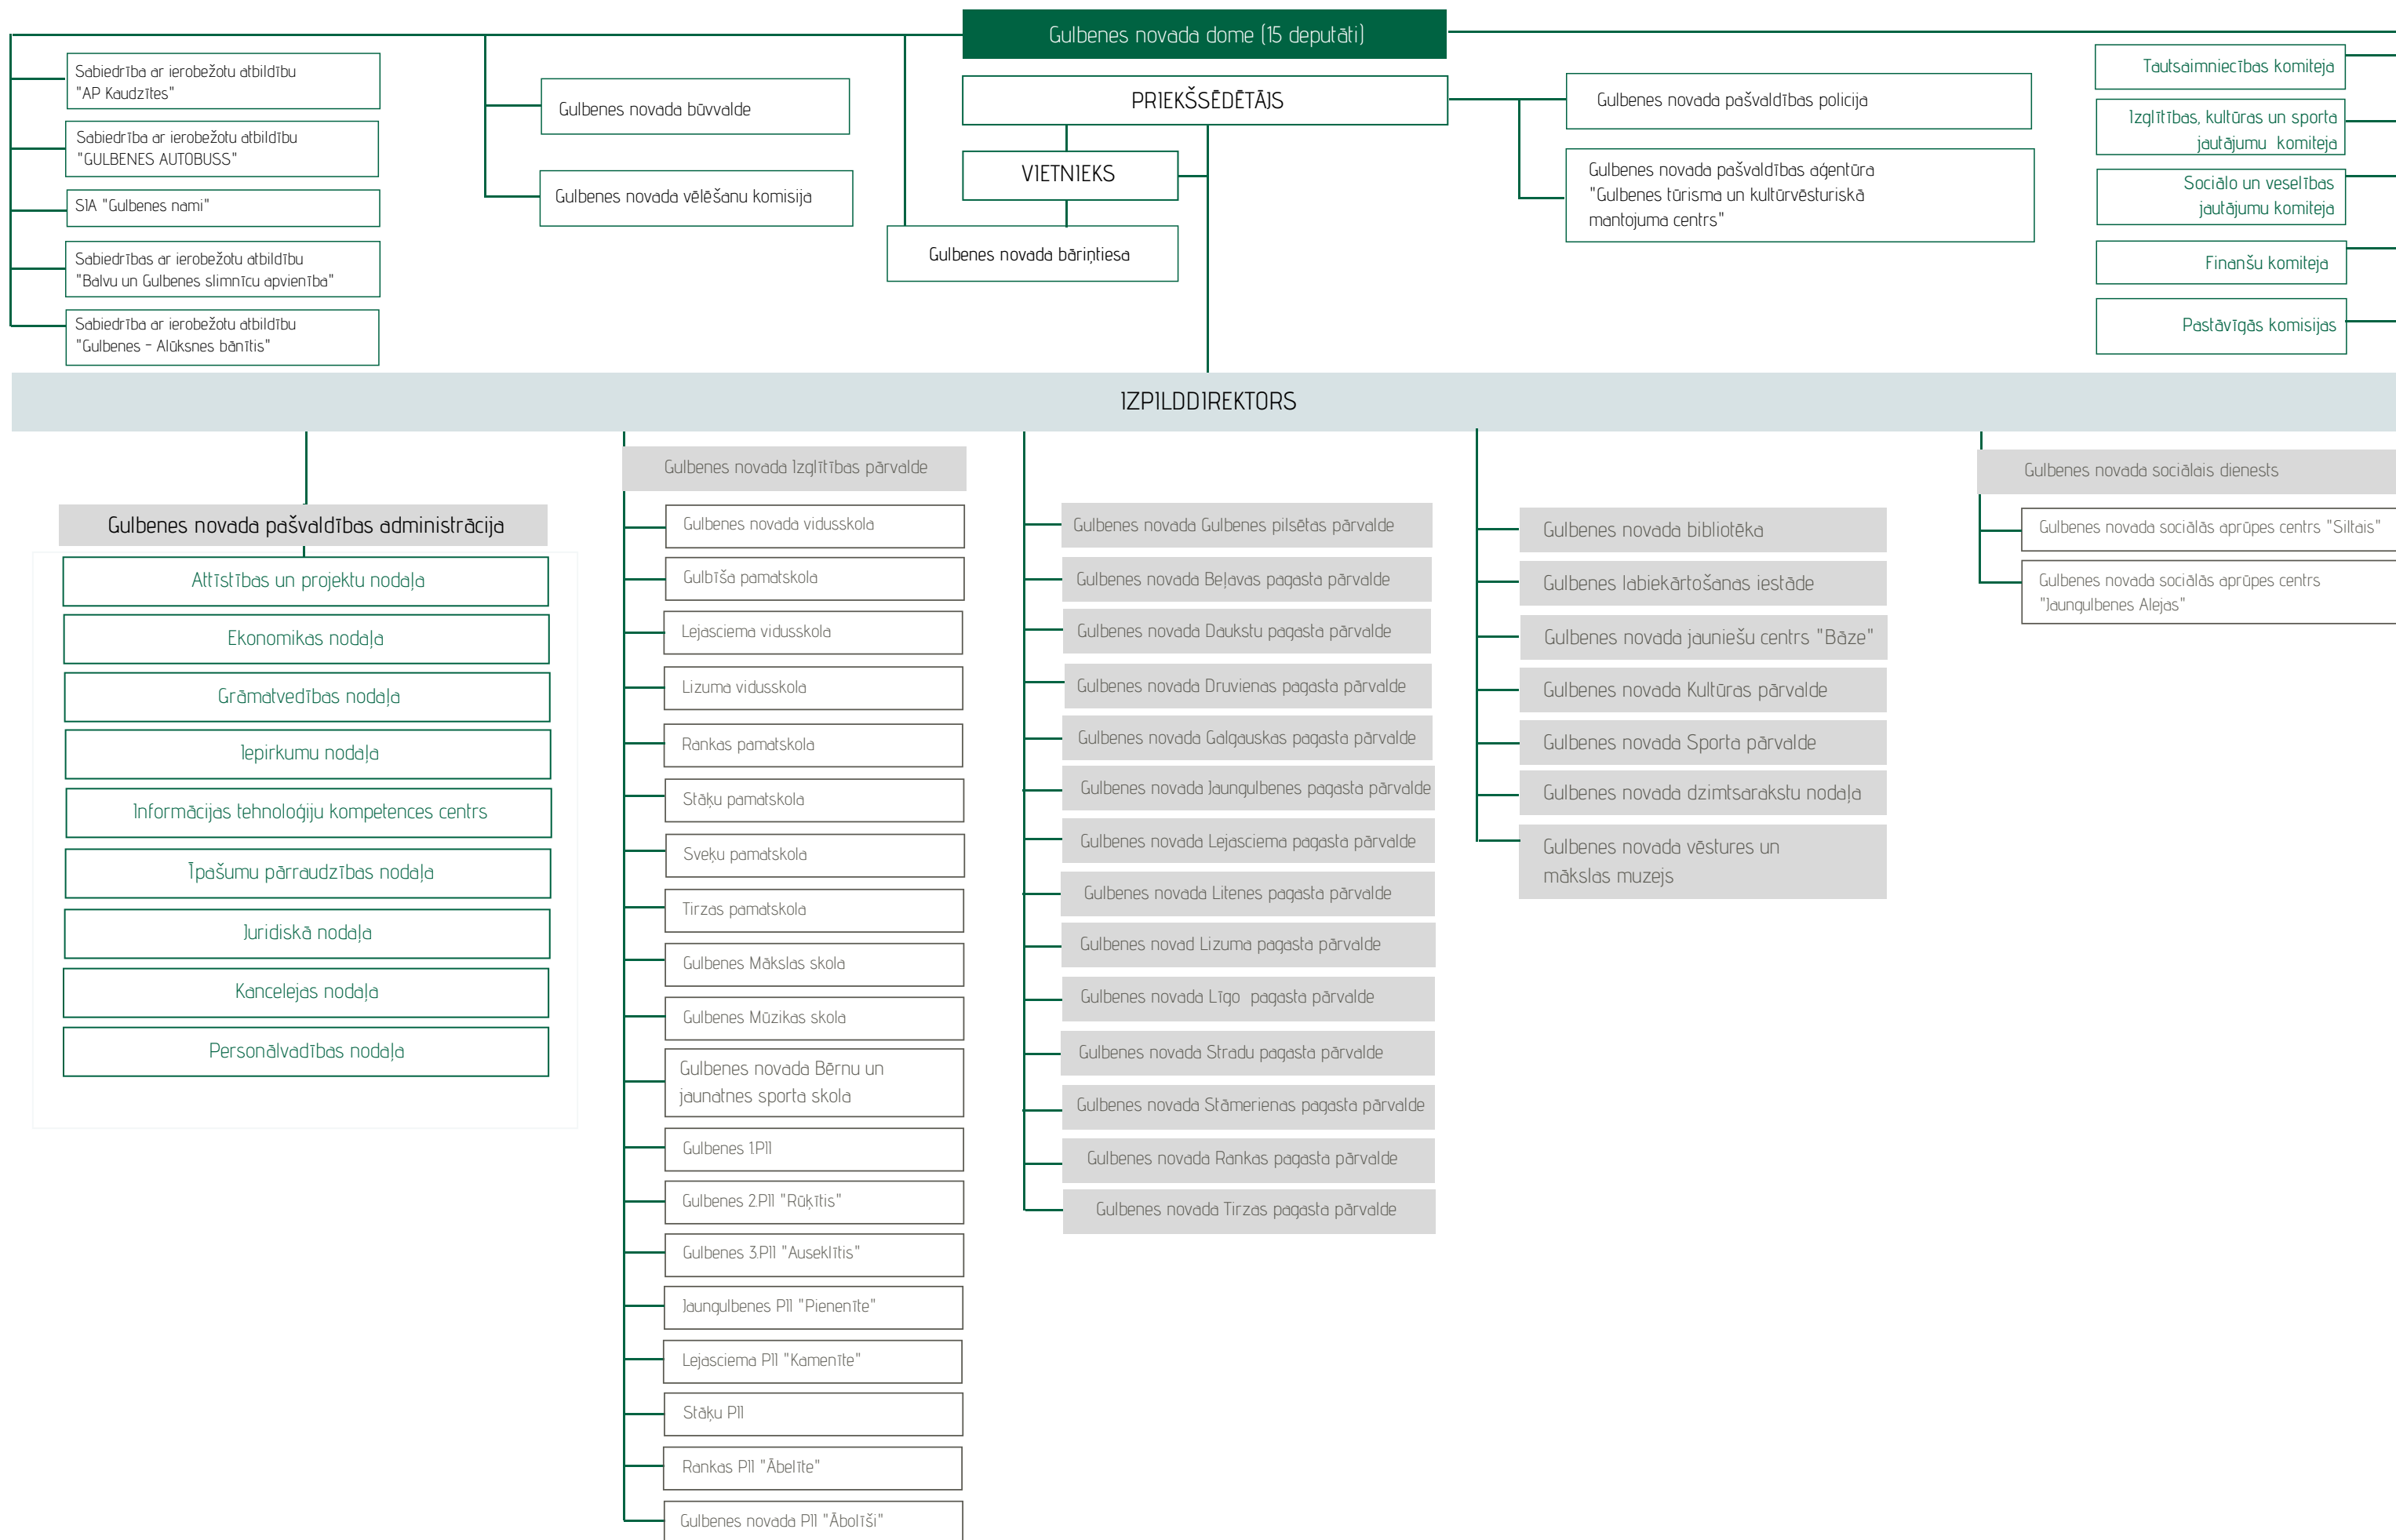 Gulbenes novada dome (15 deputāti)
Sabiedrība ar ierobežotu atbildību
"AP Kaudzītes"
Sabiedrība ar ierobežotu atbildību
"GULBENES AUTOBUSS"
SIA "Gulbenes nami"
Sabiedrības ar ierobežotu atbildību
"Balvu un Gulbenes slimnīcu apvienība"
Sabiedrība ar ierobežotu atbildību
"Gulbenes - Alūksnes bānītis"
Gulbenes novada būvvalde
Gulbenes novada vēlēšanu komisija
PRIEKŠSĒDĒTĀJS
VIETNIEKS
Gulbenes novada bāriņtiesa
Gulbenes novada pašvaldības policija
Gulbenes novada pašvaldības aģentūra
"Gulbenes tūrisma un kultūrvēsturiskā
mantojuma centrs"
Tautsaimniecības komiteja
Izglītības, kultūras un sporta
jautājumu komiteja
Sociālo un veselības
jautājumu komiteja
Finanšu komiteja
Pastāvīgās komisijas
IZPILDDIREKTORS
Gulbenes novada pašvaldības administrācija
Attīstības un projektu nodaļa
Ekonomikas nodaļa
Grāmatvedības nodaļa
Iepirkumu nodaļa
Informācijas tehnoloģiju kompetences centrs
Īpašumu pārraudzības nodaļa
Juridiskā nodaļa
Kancelejas nodaļa
Personālvadības nodaļa
Gulbenes novada Izglītības pārvalde
Gulbenes novada vidusskola
Gulbīša pamatskola
Lejasciema vidusskola
Lizuma vidusskola
Rankas pamatskola
Stāķu pamatskola
Sveķu pamatskola
Tirzas pamatskola
Gulbenes Mākslas skola
Gulbenes Mūzikas skola
Gulbenes novada Bērnu un
jaunatnes sporta skola
Gulbenes 1.PII
Gulbenes 2.PII "Rūķītis"
Gulbenes 3.PII "Auseklītis"
Jaungulbenes PII "Pienenīte"
Lejasciema PII "Kamenīte"
Stāķu PII
Rankas PII "Ābelīte"
Gulbenes novada PII "Ābolīši"
Gulbenes novada Gulbenes pilsētas pārvalde
Gulbenes novada Beļavas pagasta pārvalde
Gulbenes novada Daukstu pagasta pārvalde
Gulbenes novada Druvienas pagasta pārvalde
Gulbenes novada Galgauskas pagasta pārvalde
Gulbenes novada Jaungulbenes pagasta pārvalde
Gulbenes novada Lejasciema pagasta pārvalde
Gulbenes novada Litenes pagasta pārvalde
Gulbenes novad Lizuma pagasta pārvalde
Gulbenes novada Līgo pagasta pārvalde
Gulbenes novada Stradu pagasta pārvalde
Gulbenes novada Stāmerienas pagasta pārvalde
Gulbenes novada Rankas pagasta pārvalde
Gulbenes novada Tirzas pagasta pārvalde
Gulbenes novada bibliotēka
Gulbenes labiekārtošanas iestāde
Gulbenes novada jauniešu centrs "Bāze"
Gulbenes novada Kultūras pārvalde
Gulbenes novada Sporta pārvalde
Gulbenes novada dzimtsarakstu nodaļa
Gulbenes novada vēstures un
mākslas muzejs
Gulbenes novada sociālais dienests
Gulbenes novada sociālās aprūpes centrs "Siltais"
Gulbenes novada sociālās aprūpes centrs
"Jaungulbenes Alejas"